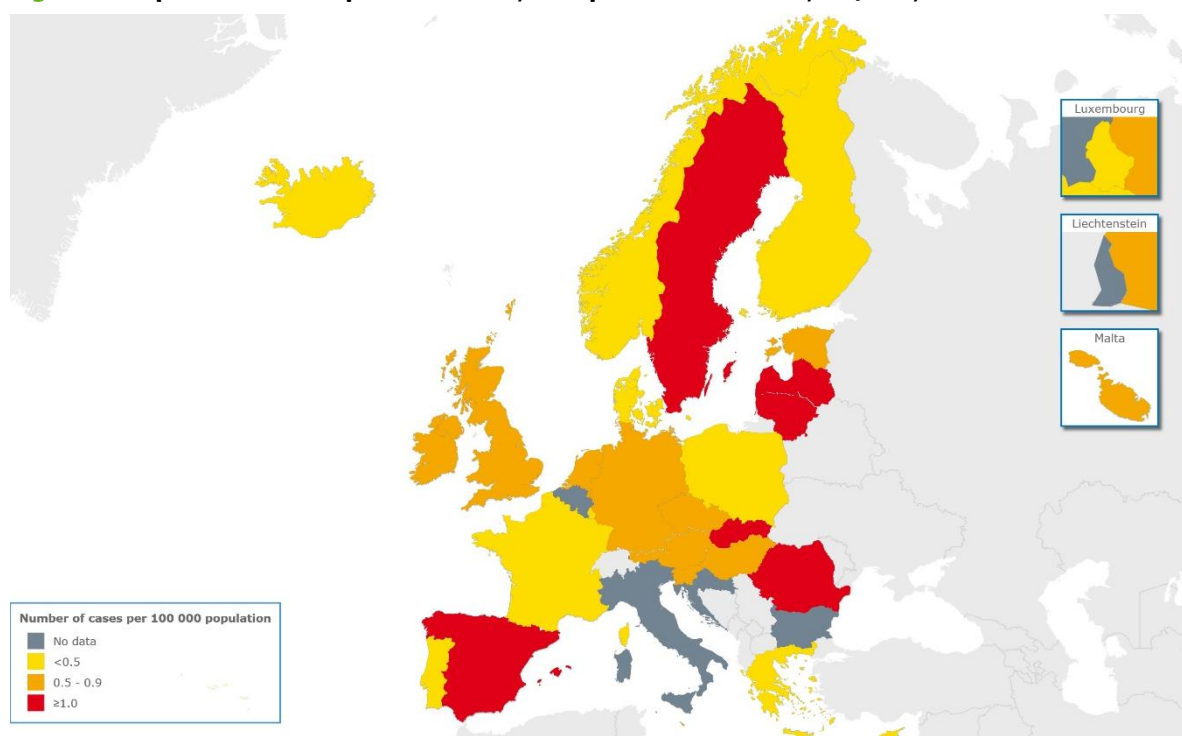 Luxembourg
Liechtenstein
Malta
Number of cases per 100 000 population
No data
<0.5
0.5 - 0.9
≥1.0